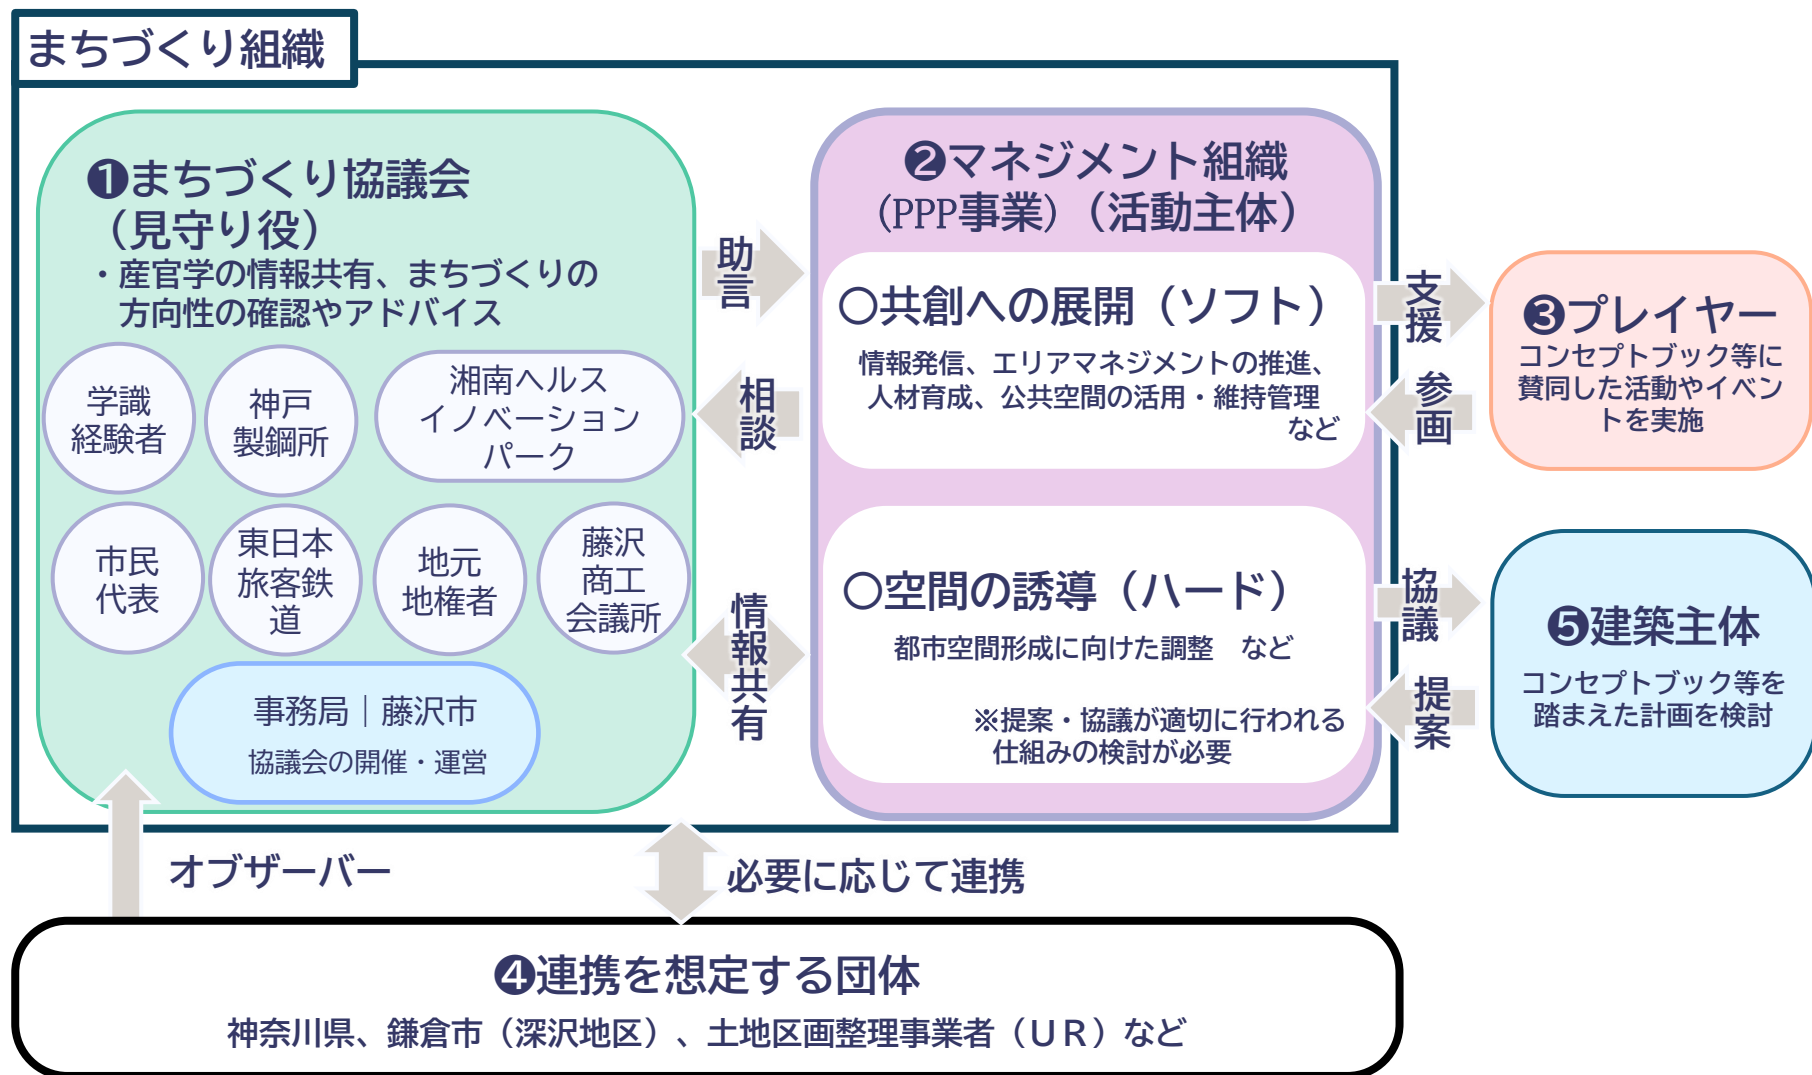 まちづくり組織
❶まちづくり協議会
（見守り役）
・産官学の情報共有、まちづくりの
方向性の確認やアドバイス
学識
経験者
神戸
製鋼所
湘南ヘルス
イノベーション
パーク
市民
代表
東日本
旅客鉄
道
地元
地権者
藤沢
商工
会議所
事務局｜藤沢市
協議会の開催・運営
助言
相談
情報共有
❷マネジメント組織
(PPP事業)（活動主体）
〇共創への展開（ソフト）
情報発信、エリアマネジメントの推進、
人材育成、公共空間の活用・維持管理
など
〇空間の誘導（ハード）
都市空間形成に向けた調整　など
※提案・協議が適切に行われる
仕組みの検討が必要
支援
参画
協議
提案
❸プレイヤー
コンセプトブック等に
賛同した活動やイベン
トを実施
❺建築主体
コンセプトブック等を
踏まえた計画を検討
オブザーバー
必要に応じて連携
❹連携を想定する団体
神奈川県、鎌倉市（深沢地区）、土地区画整理事業者（ＵＲ）など